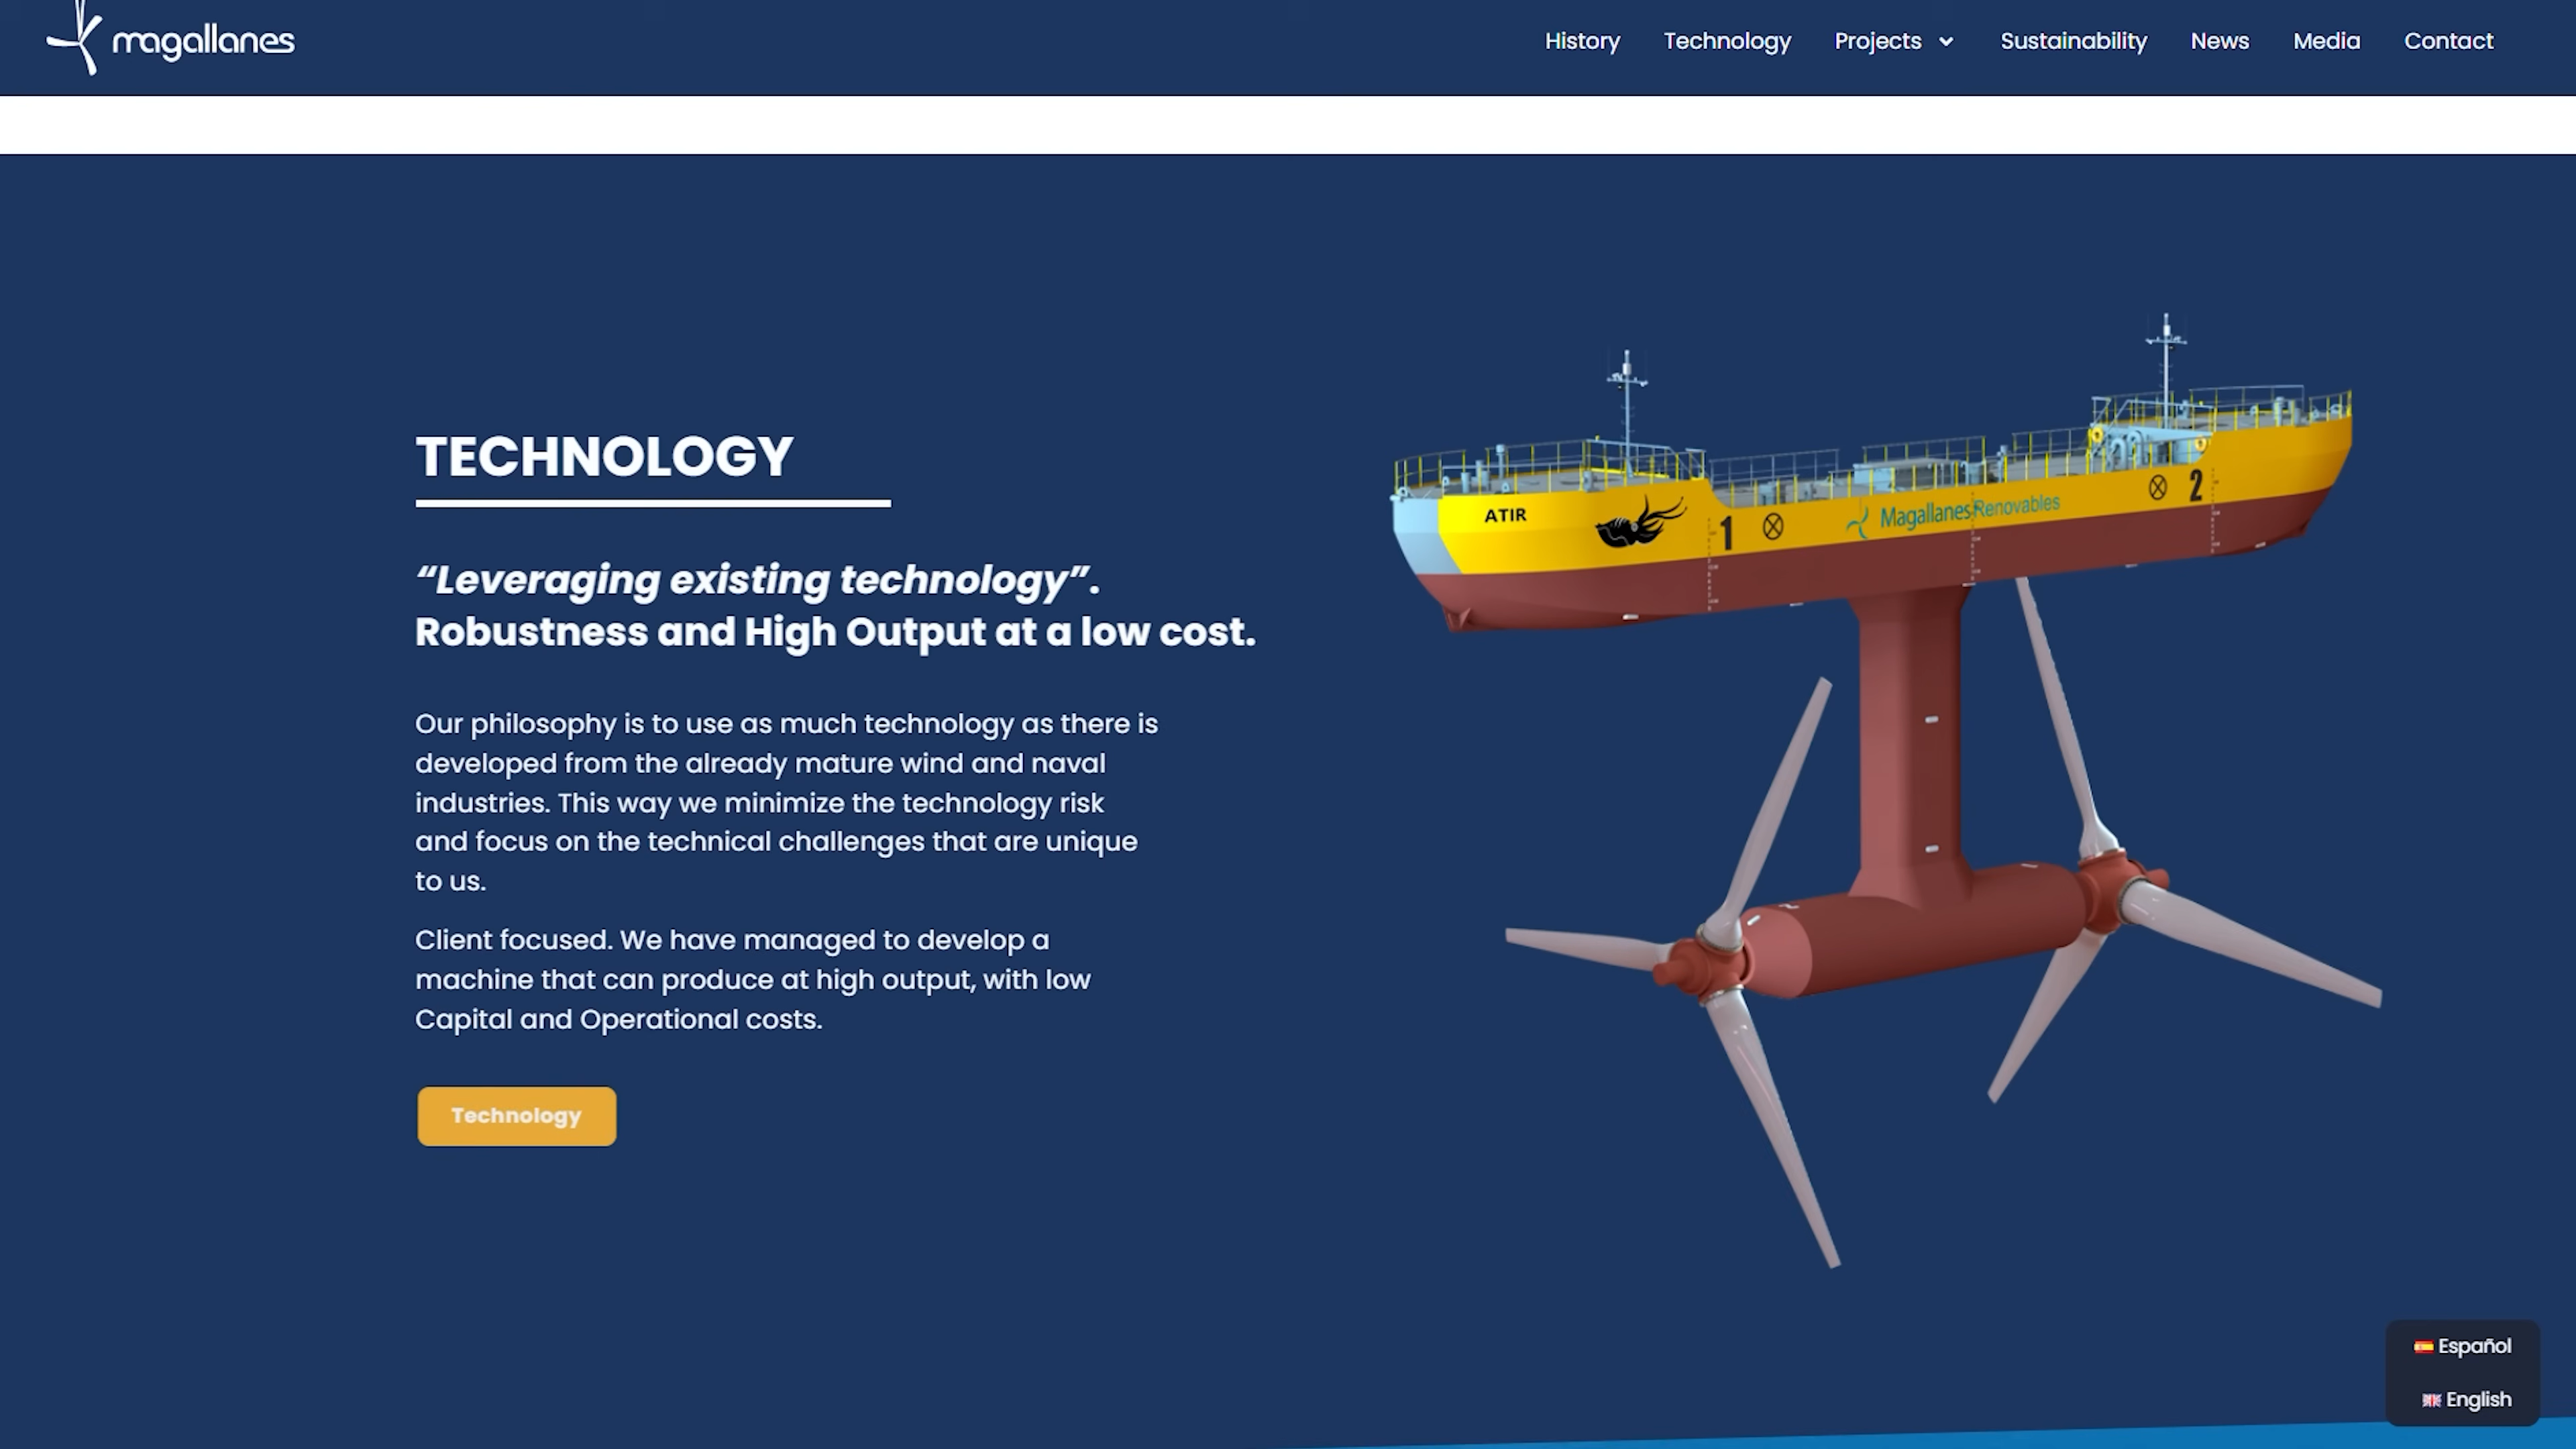 magallanes
History Technology Projects Sustainability News Media Contact
TECHNOLOGY
“Leveraging existing technology”.
Robustness and High Output at a low cost.
Our philosophy is to use as much technology as there is
developed from the already mature wind and naval
industries. This way we minimize the technology risk
and focus on the technical challenges that are unique
to us.
Client focused. We have managed to develop a
machine that can produce at high output, with low
Capital and Operational costs.
Technology
ATIR
1
Magallanes Renovables
2
Español
English